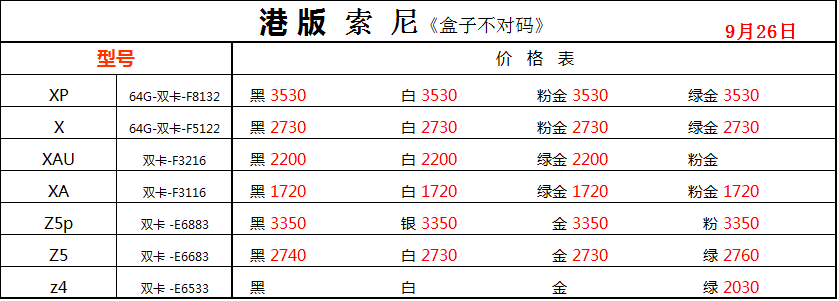 港版 索 尼《盒子不对码》 9月26日
型号 价 格 表
XP 64G-双卡-F8132 黑 3530 白 3530 粉金 3530 绿金 3530
X 64G-双卡-F5122 黑 2730 白 2730 粉金 2730 绿金 2730
XAU 双卡-F3216 黑 2200 白 2200 绿金 2200 粉金
XA 双卡-F3116 黑 1720 白 1720 绿金 1720 粉金 1720
Z5p 双卡 -E6883 黑 3350 银 3350 金 3350 粉 3350
Z5 双卡 -E6683 黑 2740 白 2730 金 2730 绿 2760
z4 双卡 -E6533 黑 白 金 绿 2030